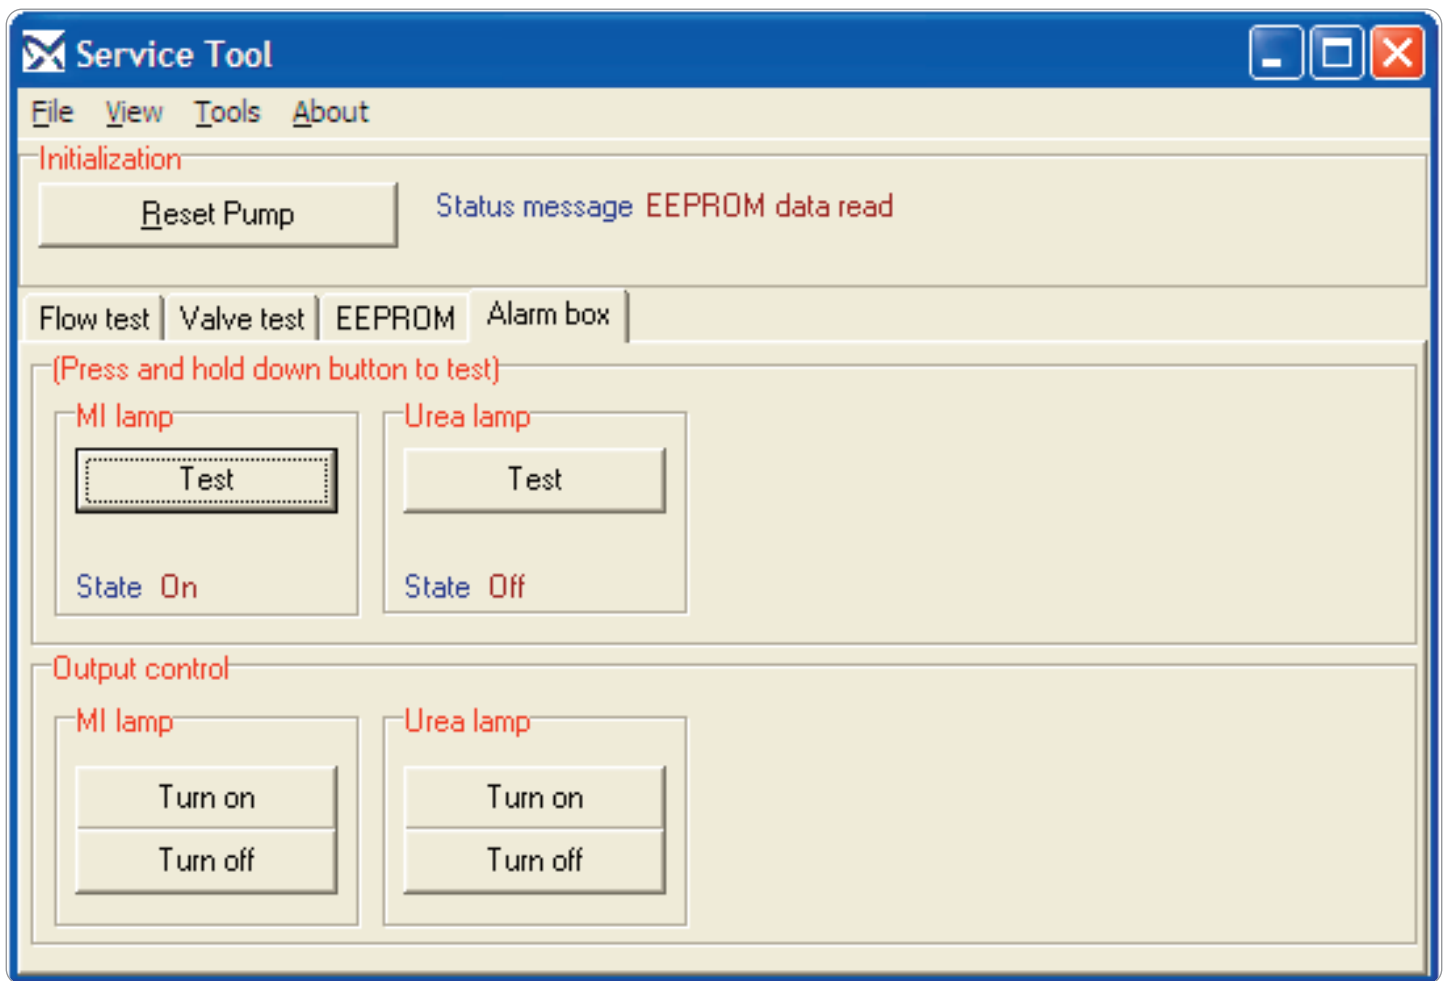 Service Tool
File View Tools About
Initialization
Reset Pump
Status message EEPROM data read
Flow test Valve test EEPROM Alarm box
(Press and hold down button to test)
MI lamp Urea lamp
Test Test
State On State Off
Output control
MI lamp Urea lamp
Turn on Turn on
Turn off Turn off